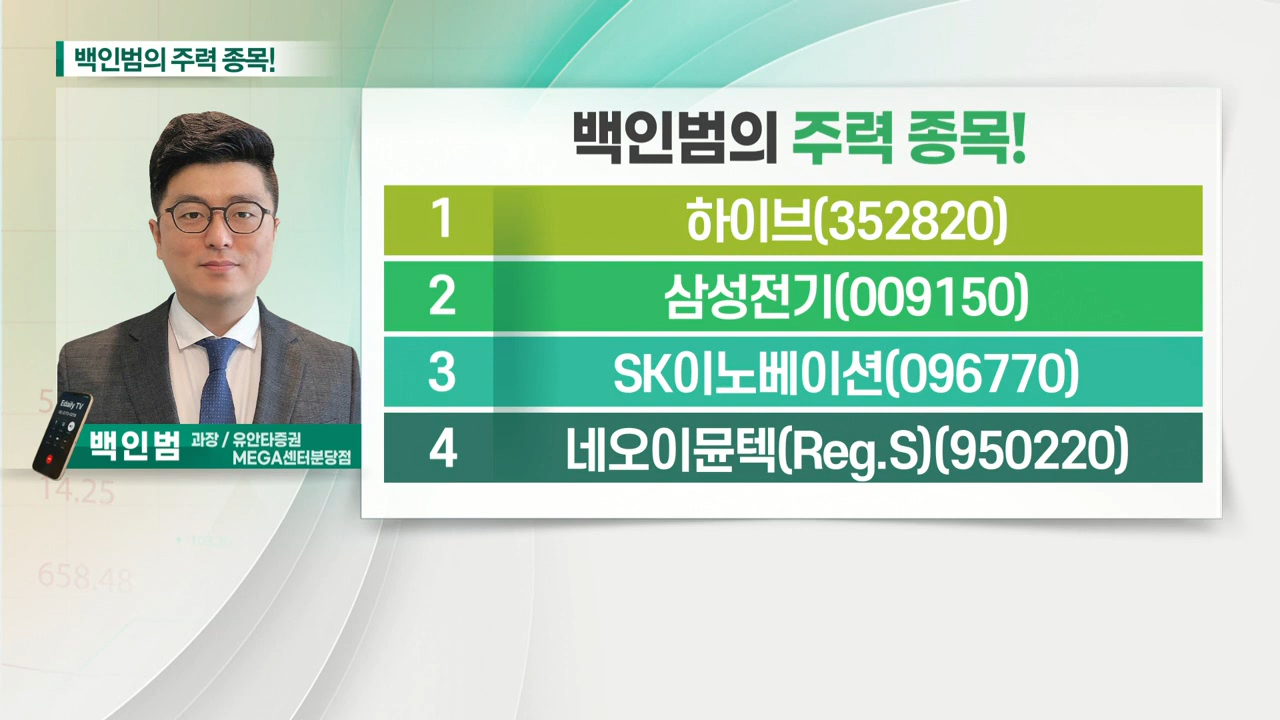 백인범의 주력 종목!
백인범의 주력 종목!
1 하이브(352820)
2 삼성전기(009150)
3 SK이노베이션(096770)
4 네오이뮨텍(Reg.S)(950220)
Edaily TV
백인범 과장 / 유안타증권
MEGA센터분당점
14.25
658.48